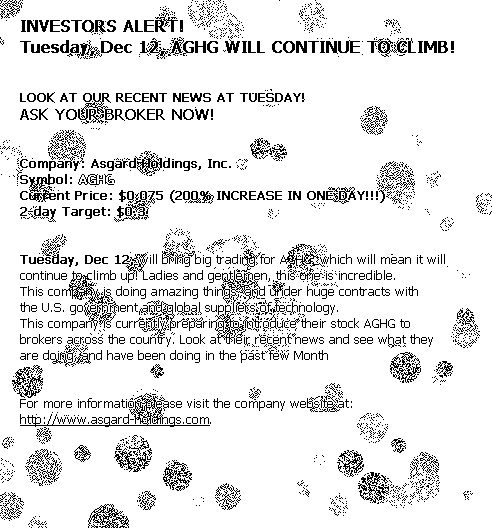 INVESTORS ALERT!
Tuesday, Dec 12, AGHG WILL CONTINUE TO CLIMB!
LOOK AT OUR RECENT NEWS AT TUESDAY!
ASK YOUR BROKER NOW!
Company: Asgard-Holdings, Inc.
Symbol: AGHG
Current Price: $0.075 (200% INCREASE IN ONE DAY!!!)
2-day Target: $0.3
Tuesday, Dec 12, will bring big trading for AGHG, which will mean it will
continue to climb up! Ladies and gentlemen, this one is incredible.
This company is doing amazing things and under huge contracts with
the U.S. government and global suppliers of technology.
This company is currently preparing to introduce their stock AGHG to
brokers across the country. Look at their recent news and see what they
are doing, and have been doing in the past few Month
For more information please visit the company website at:
http://www.asgard-holdings.com.